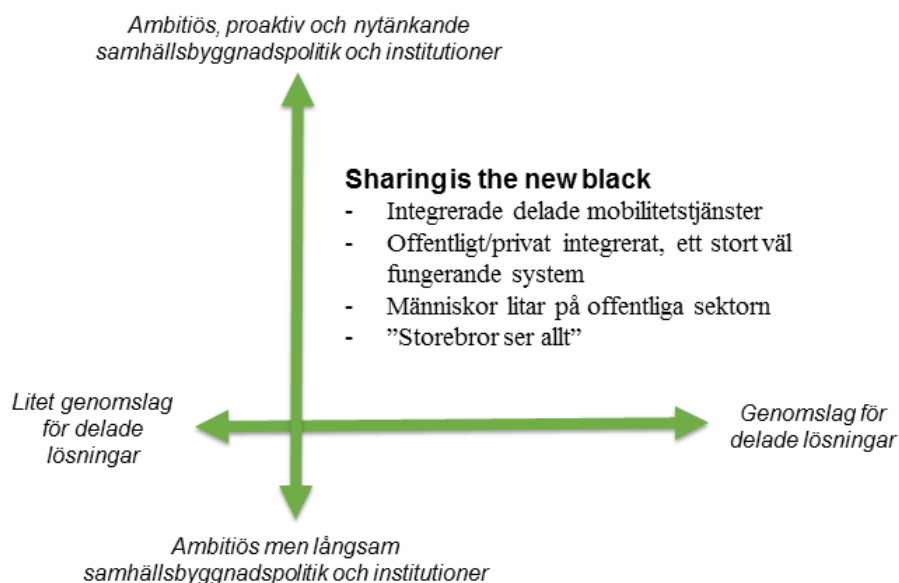 Ambitiös, proaktiv och nytänkande
samhällsbyggnadspolitik och institutioner
Sharing is the new black
- Integrerade delade mobilitetstjänster
- Offentligt/privat integrerat, ett stort väl
fungerande system
- Människor litar på offentliga sektorn
- ”Storebror ser allt”
Litet genomslag
för delade
lösningar
Genomslag för
delade lösningar
Ambitiös men långsam
samhällsbyggnadspolitik och institutioner